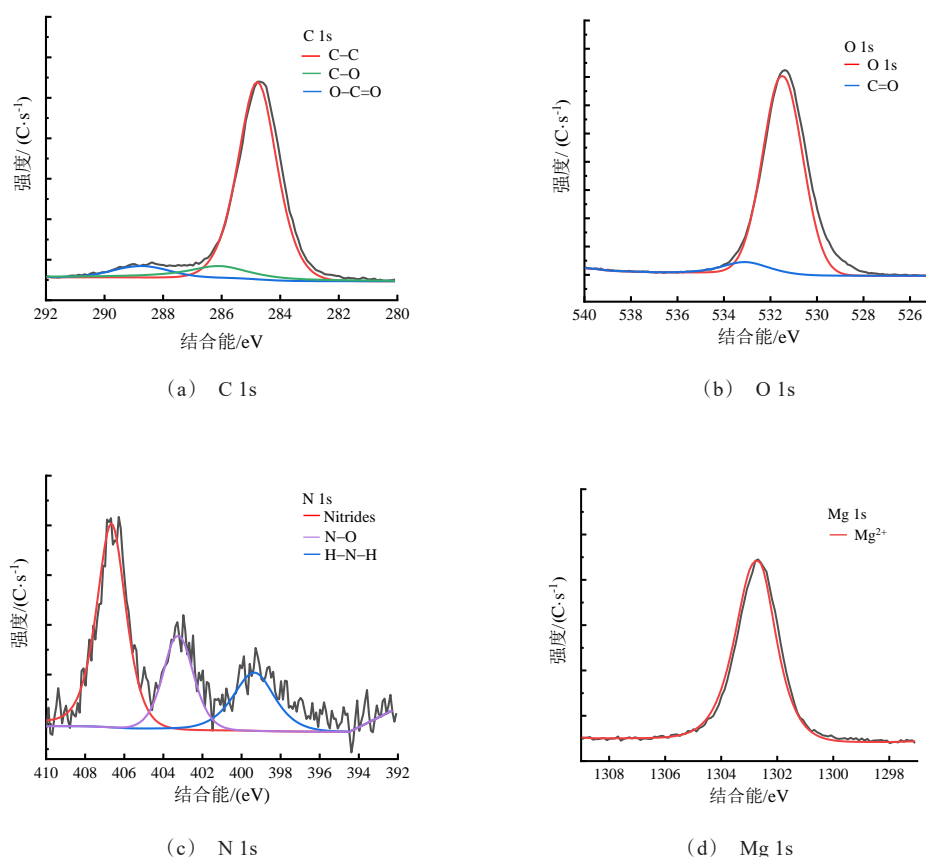 C 1s
C–C
C–O
O–C=O
强度/ (C·s⁻¹)
292 290 288 286 284 282 280
结合能/eV
(a) C 1s
O 1s
O 1s
C=O
强度/ (C·s⁻¹)
540 538 536 534 532 530 528 526
结合能/eV
(b) O 1s
N 1s
Nitrides
N–O
H–N–H
强度/(C·s⁻¹)
410 408 406 404 402 400 398 396 394 392
结合能/(eV)
(c) N 1s
Mg 1s
Mg²⁺
强度/(C·s⁻¹)
1308 1306 1304 1302 1300 1298
结合能/eV
(d) Mg 1s